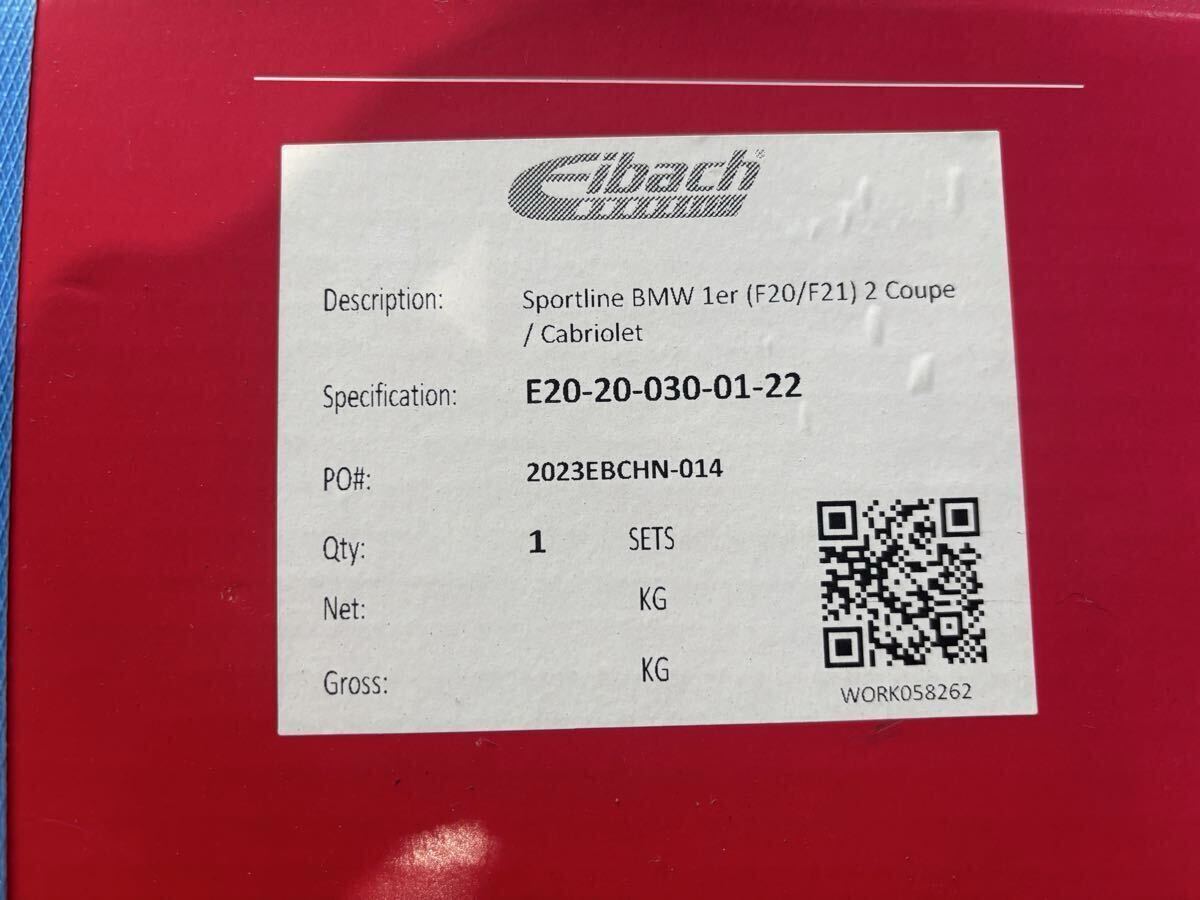 Eibach®
Description: Sportline BMW 1er (F20/F21) 2 Coupe
/ Cabriolet
Specification: E20-20-030-01-22
PO#: 2023EBCHN-014
Qty: 1 SETS
Net: KG
Gross: KG
WORK058262